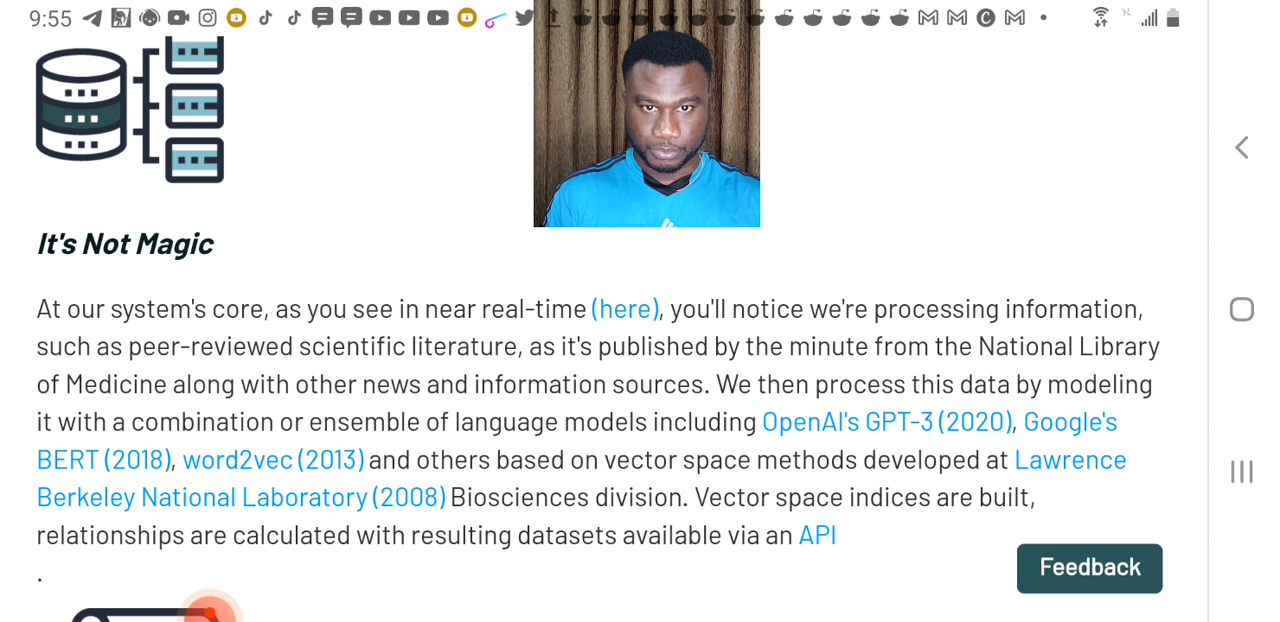 9:55
It's Not Magic
At our system's core, as you see in near real-time (here), you'll notice we're processing information,
such as peer-reviewed scientific literature, as it's published by the minute from the National Library
of Medicine along with other news and information sources. We then process this data by modeling
it with a combination or ensemble of language models including OpenAI's GPT-3 (2020), Google's
BERT (2018), word2vec (2013) and others based on vector space methods developed at Lawrence
Berkeley National Laboratory (2008) Biosciences division. Vector space indices are built,
relationships are calculated with resulting datasets available via an API
.
Feedback